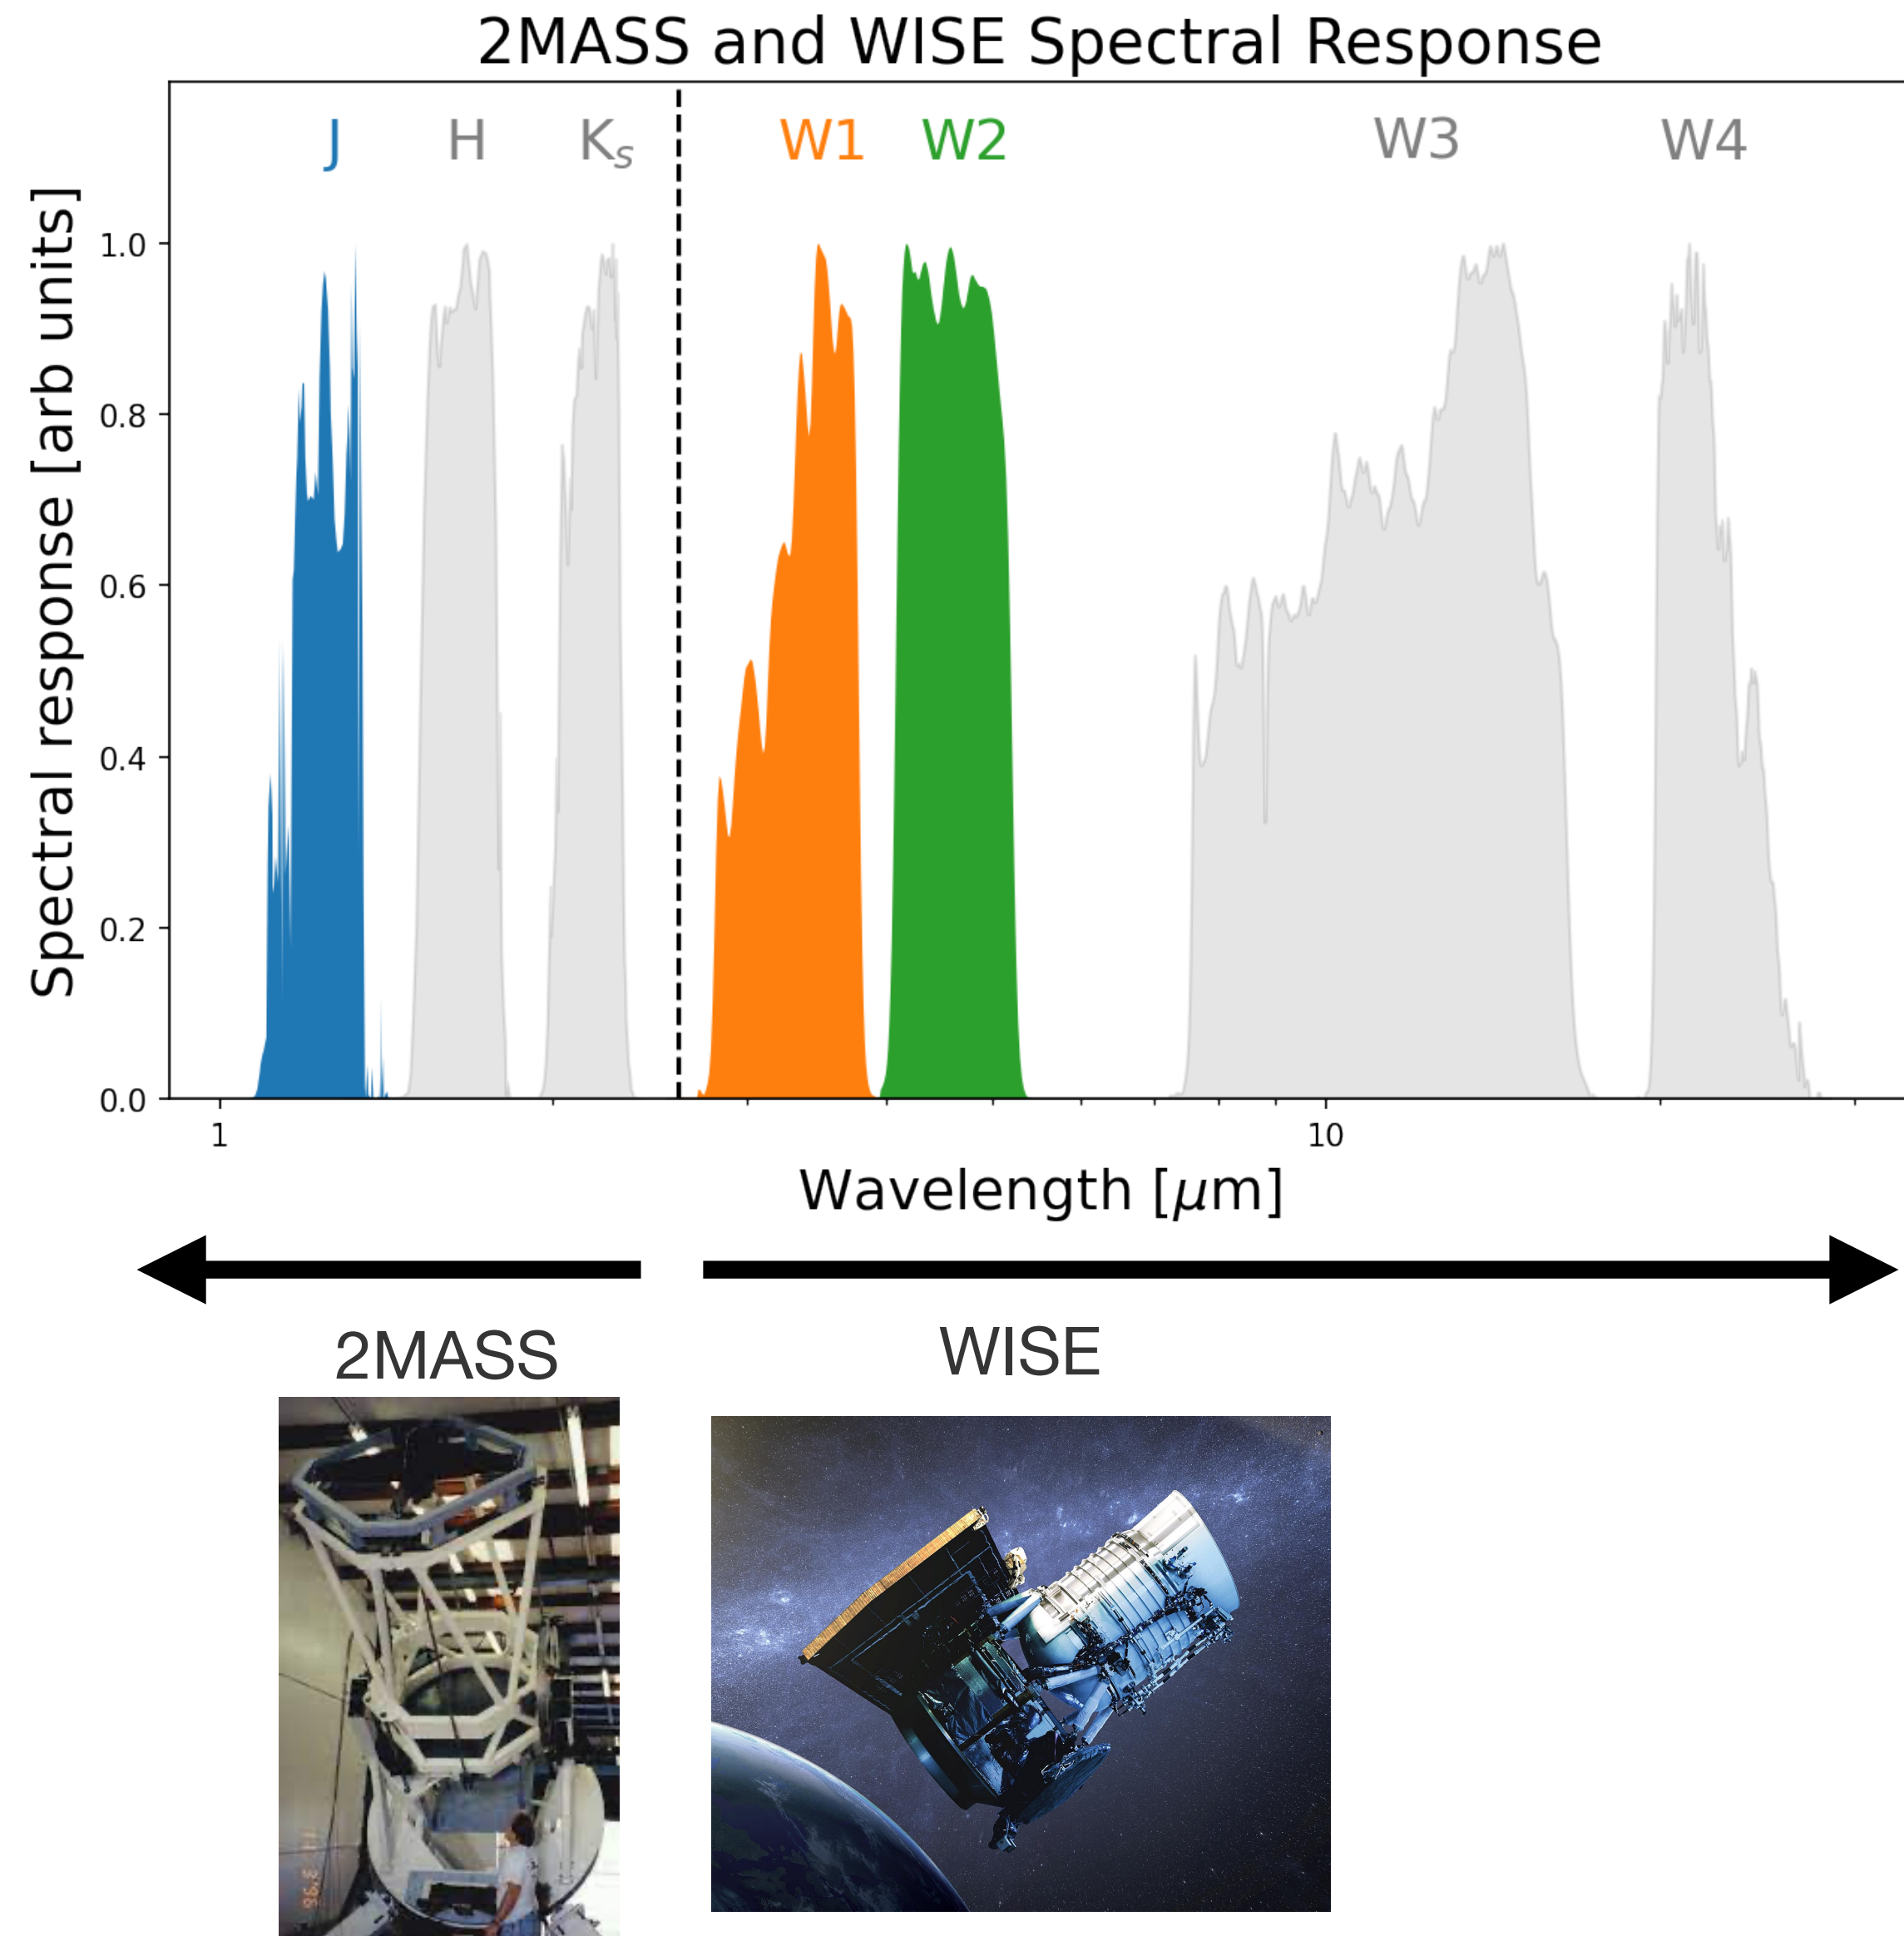 2MASS and WISE Spectral Response
J H Ks W1 W2 W3 W4
Spectral response [arb units]
1.0
0.8
0.6
0.4
0.2
0.0
1 10
Wavelength [μm]
2MASS WISE